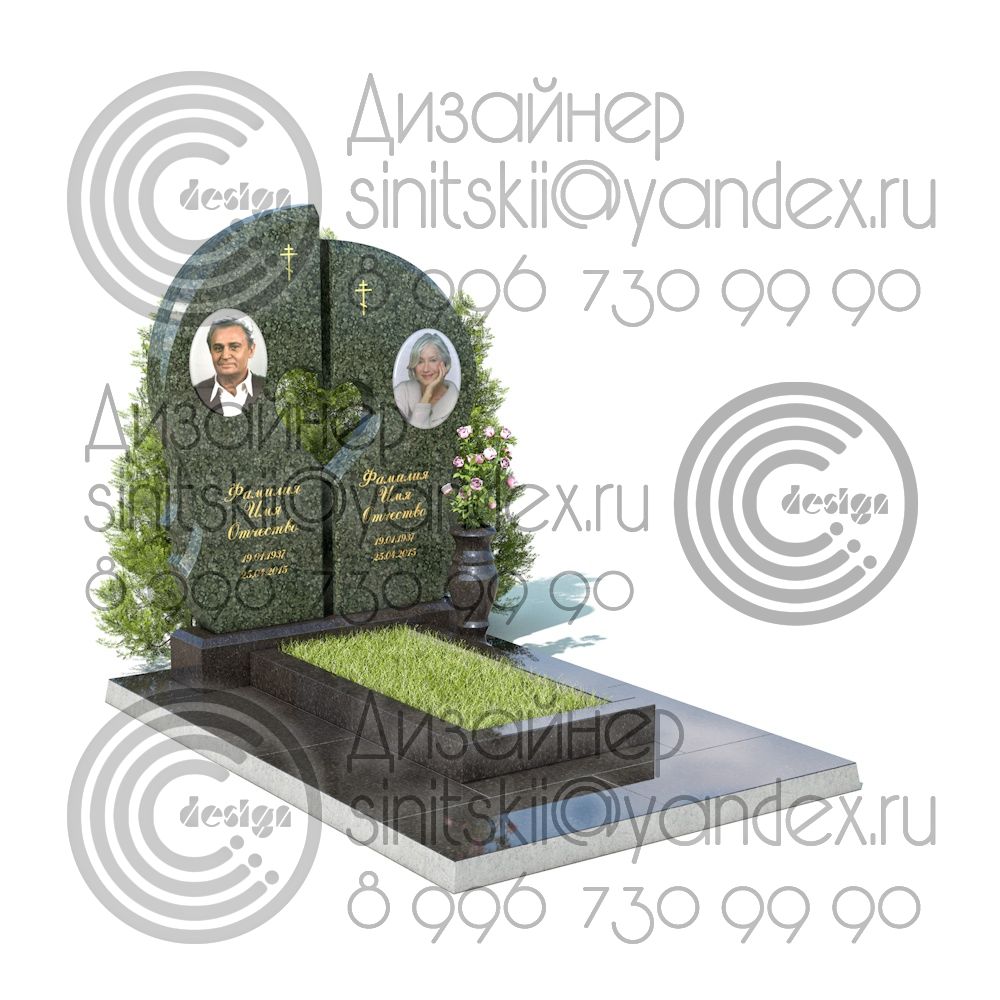 design
Дизайнер
sinitskii@yandex.ru
8 996 730 99 90
Дизайнер
sinitskii@yandex.ru
8 996 730 99 90
design
Фамилия
Имя
Отчество
19.01.1937
25.04.2015
Фамилия
Имя
Отчество
19.01.1937
25.04.2015
design
Дизайнер
sinitskii@yandex.ru
8 996 730 99 90